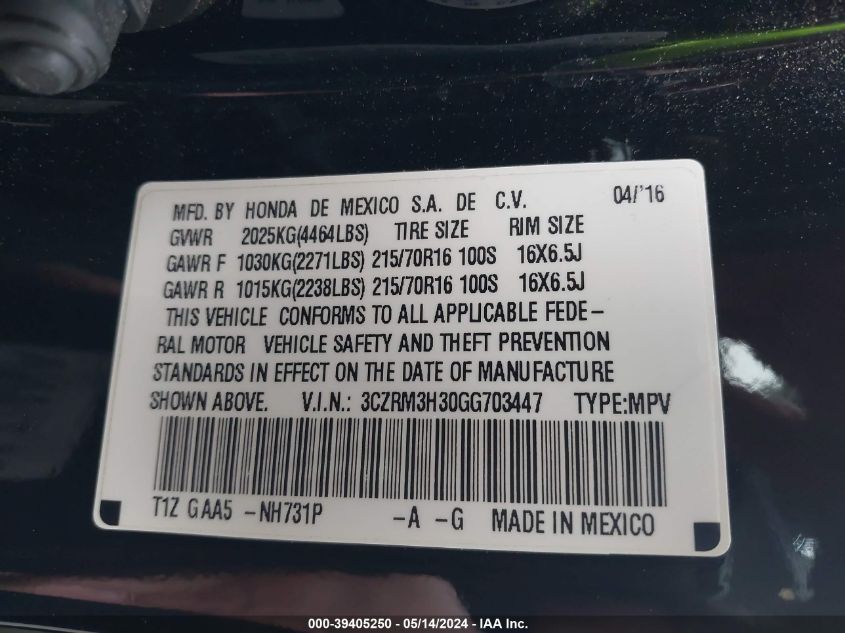 MFD. BY HONDA DE MEXICO S.A. DE C.V. 04/'16
GVWR 2025KG(4464LBS) TIRE SIZE RIM SIZE
GAWR F 1030KG(2271LBS) 215/70R16 100S 16X6.5J
GAWR R 1015KG(2238LBS) 215/70R16 100S 16X6.5J
THIS VEHICLE CONFORMS TO ALL APPLICABLE FEDE-
RAL MOTOR VEHICLE SAFETY AND THEFT PREVENTION
STANDARDS IN EFFECT ON THE DATE OF MANUFACTURE
SHOWN ABOVE. V.I.N.: 3CZRM3H30GG703447 TYPE:MPV
T1Z GAA5 -NH731P -A -G MADE IN MEXICO
000-39405250 - 05/14/2024 - IAA Inc.